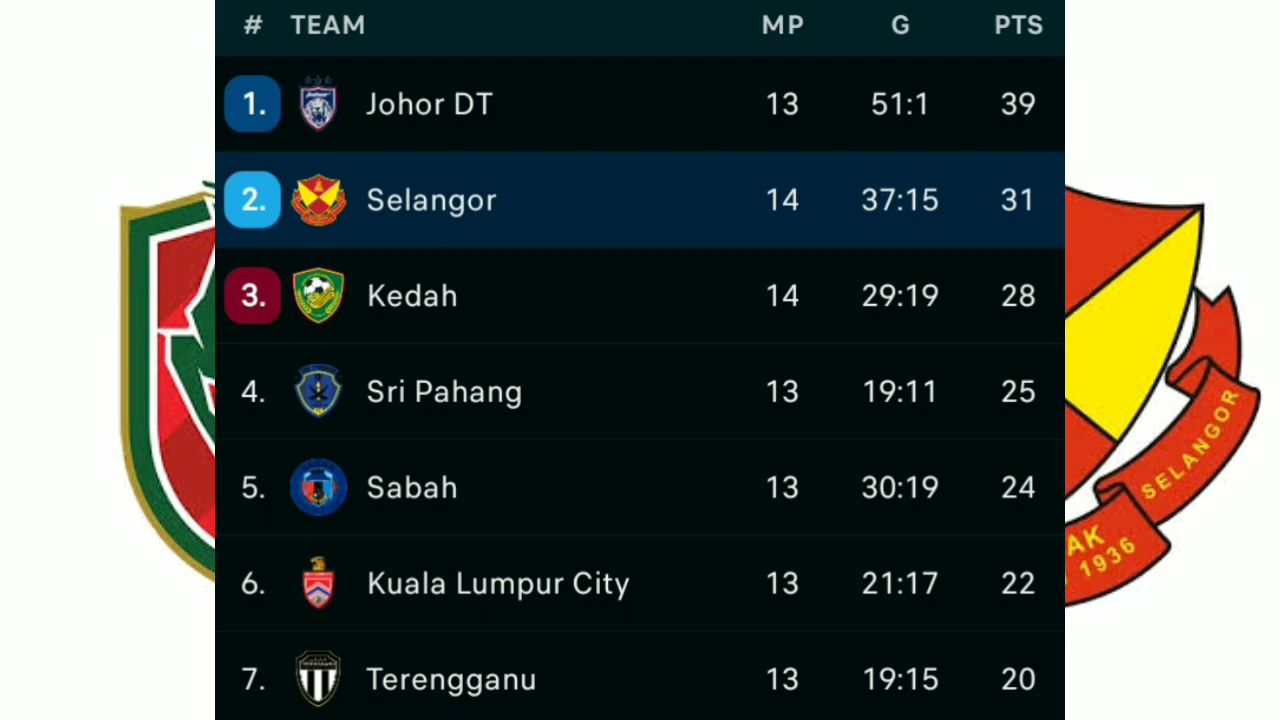 # TEAM MP G PTS
1. Johor DT 13 51:1 39
2. Selangor 14 37:15 31
3. Kedah 14 29:19 28
4. Sri Pahang 13 19:11 25
5. Sabah 13 30:19 24
6. Kuala Lumpur City 13 21:17 22
7. Terengganu 13 19:15 20
SELANGOR
AK
1936